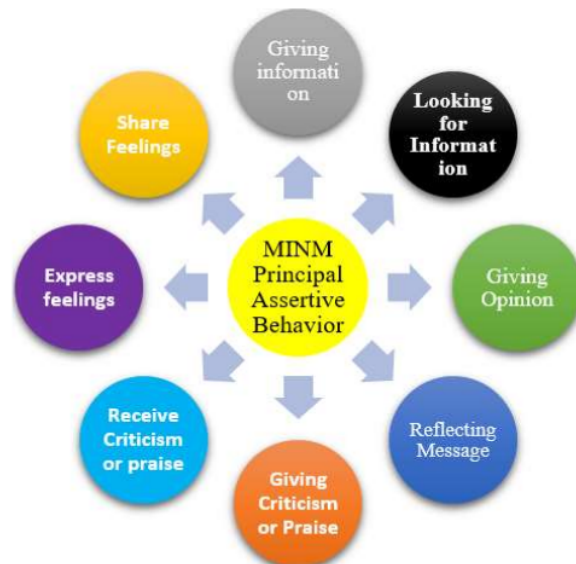 Giving
informati
on
Looking
for
Informat
ion
Giving
Opinion
Reflecting
Message
Giving
Criticism
or Praise
Receive
Criticism
or praise
Express
feelings
Share
Feelings
MINM
Principal
Assertive
Behavior